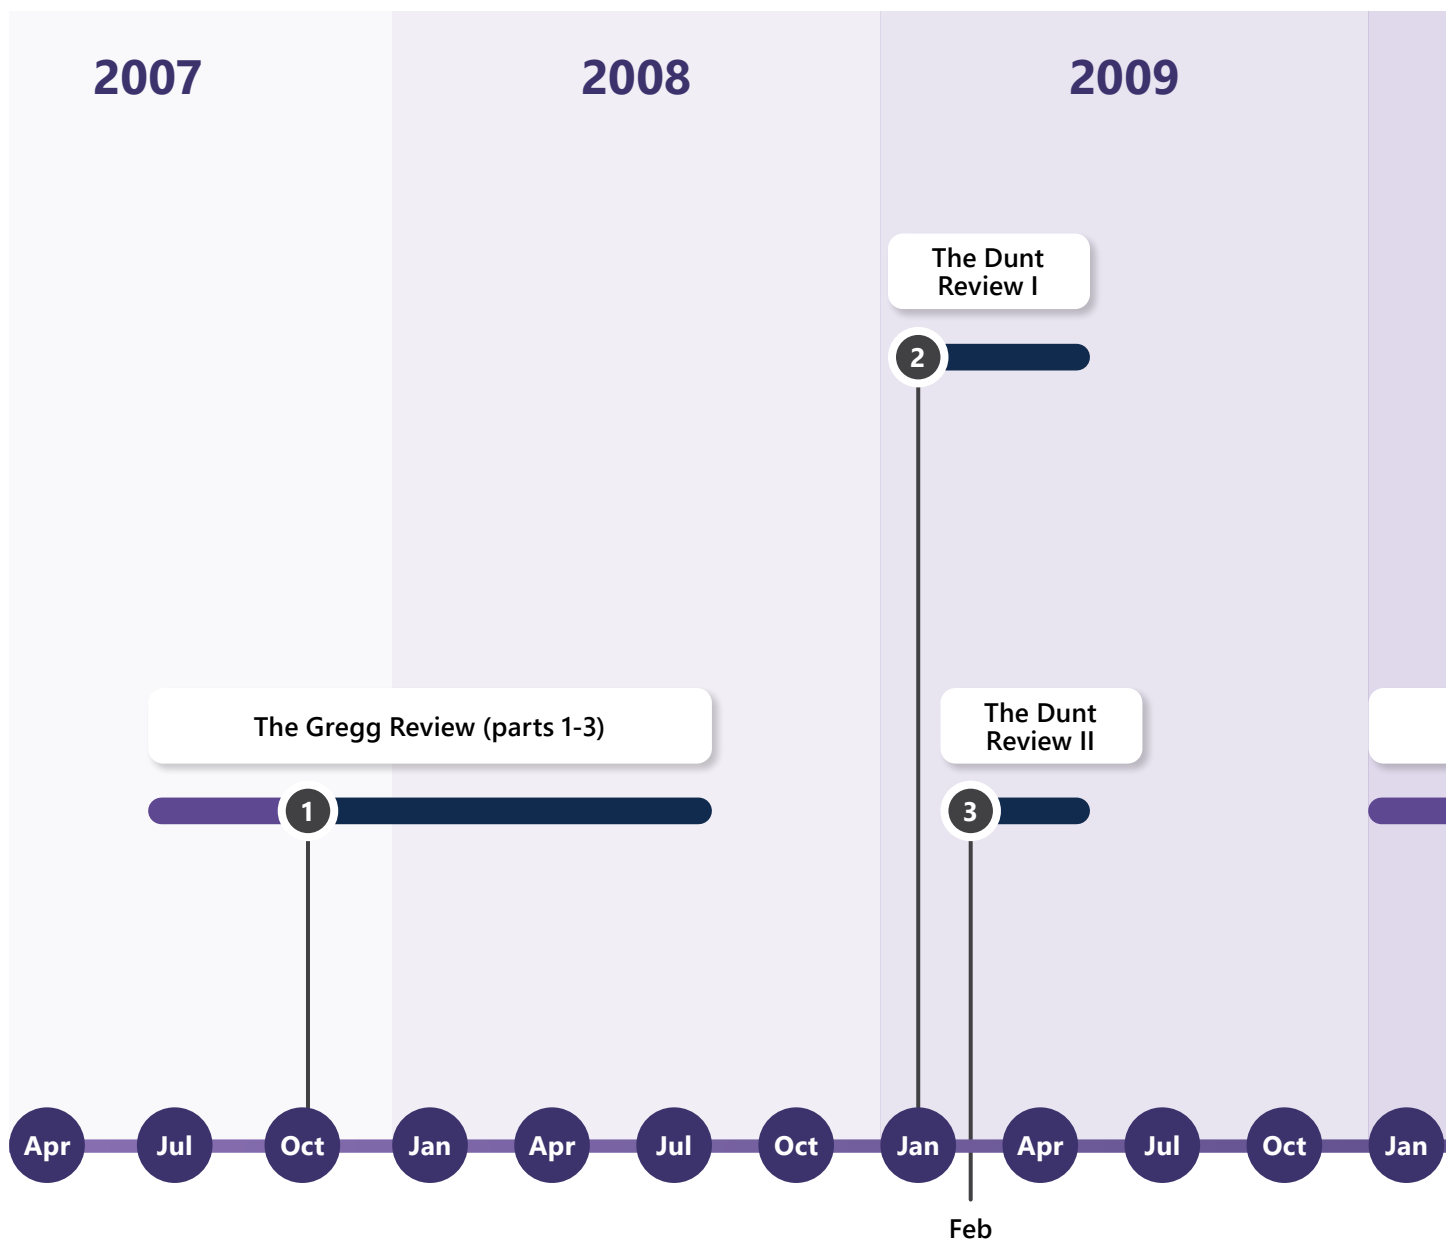 2007
2008
2009
The Dunt
Review I
2
The Gregg Review (parts 1-3)
The Dunt
Review II
1
3
Apr
Jul
Oct
Jan
Apr
Jul
Oct
Jan
Apr
Jul
Oct
Jan
Feb